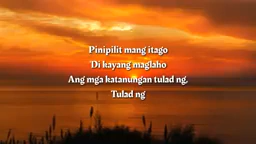 Pinipilit mang itago
'Di kayang maglaho
Ang mga katanungan tulad ng,
Tulad ng